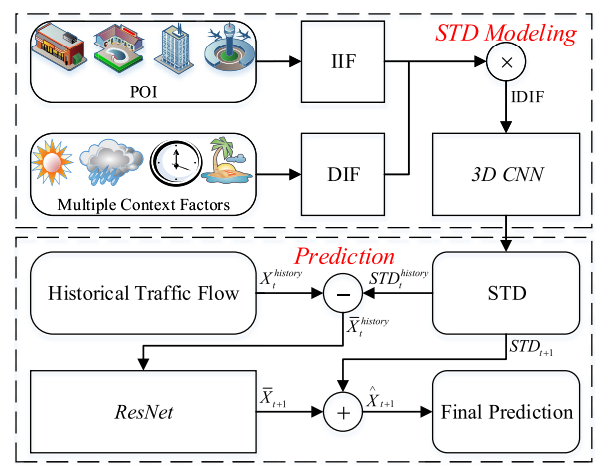 STD Modeling
POI
IIF
×
IDIF
Multiple Context Factors
DIF
3D CNN
Prediction
Historical Traffic Flow
X_t^{history}
−
STD_t^{history}
STD
\overline{X}_t^{history}
STD_{t+1}
ResNet
\overline{X}_{t+1}
+
\hat{X}_{t+1}
Final Prediction